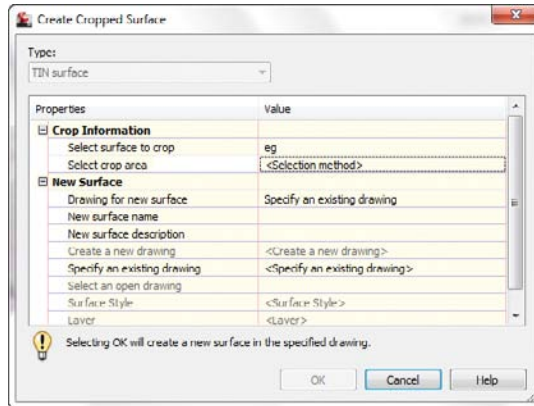 Create Cropped Surface
Type:
TIN surface
Properties Value
Crop Information
Select surface to crop eg
Select crop area <Selection method>
New Surface
Drawing for new surface Specify an existing drawing
New surface name
New surface description
Create a new drawing <Create a new drawing>
Specify an existing drawing <Specify an existing drawing>
Select an open drawing
Surface Style <Surface Style>
Layer <Layer>
Selecting OK will create a new surface in the specified drawing.
OK Cancel Help